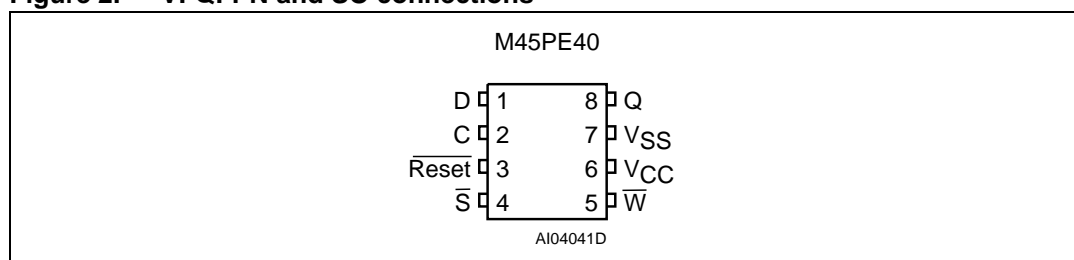 M45PE40
D 1 8 Q
C 2 7 VSS
Reset 3 6 VCC
S 4 5 W
AI04041D